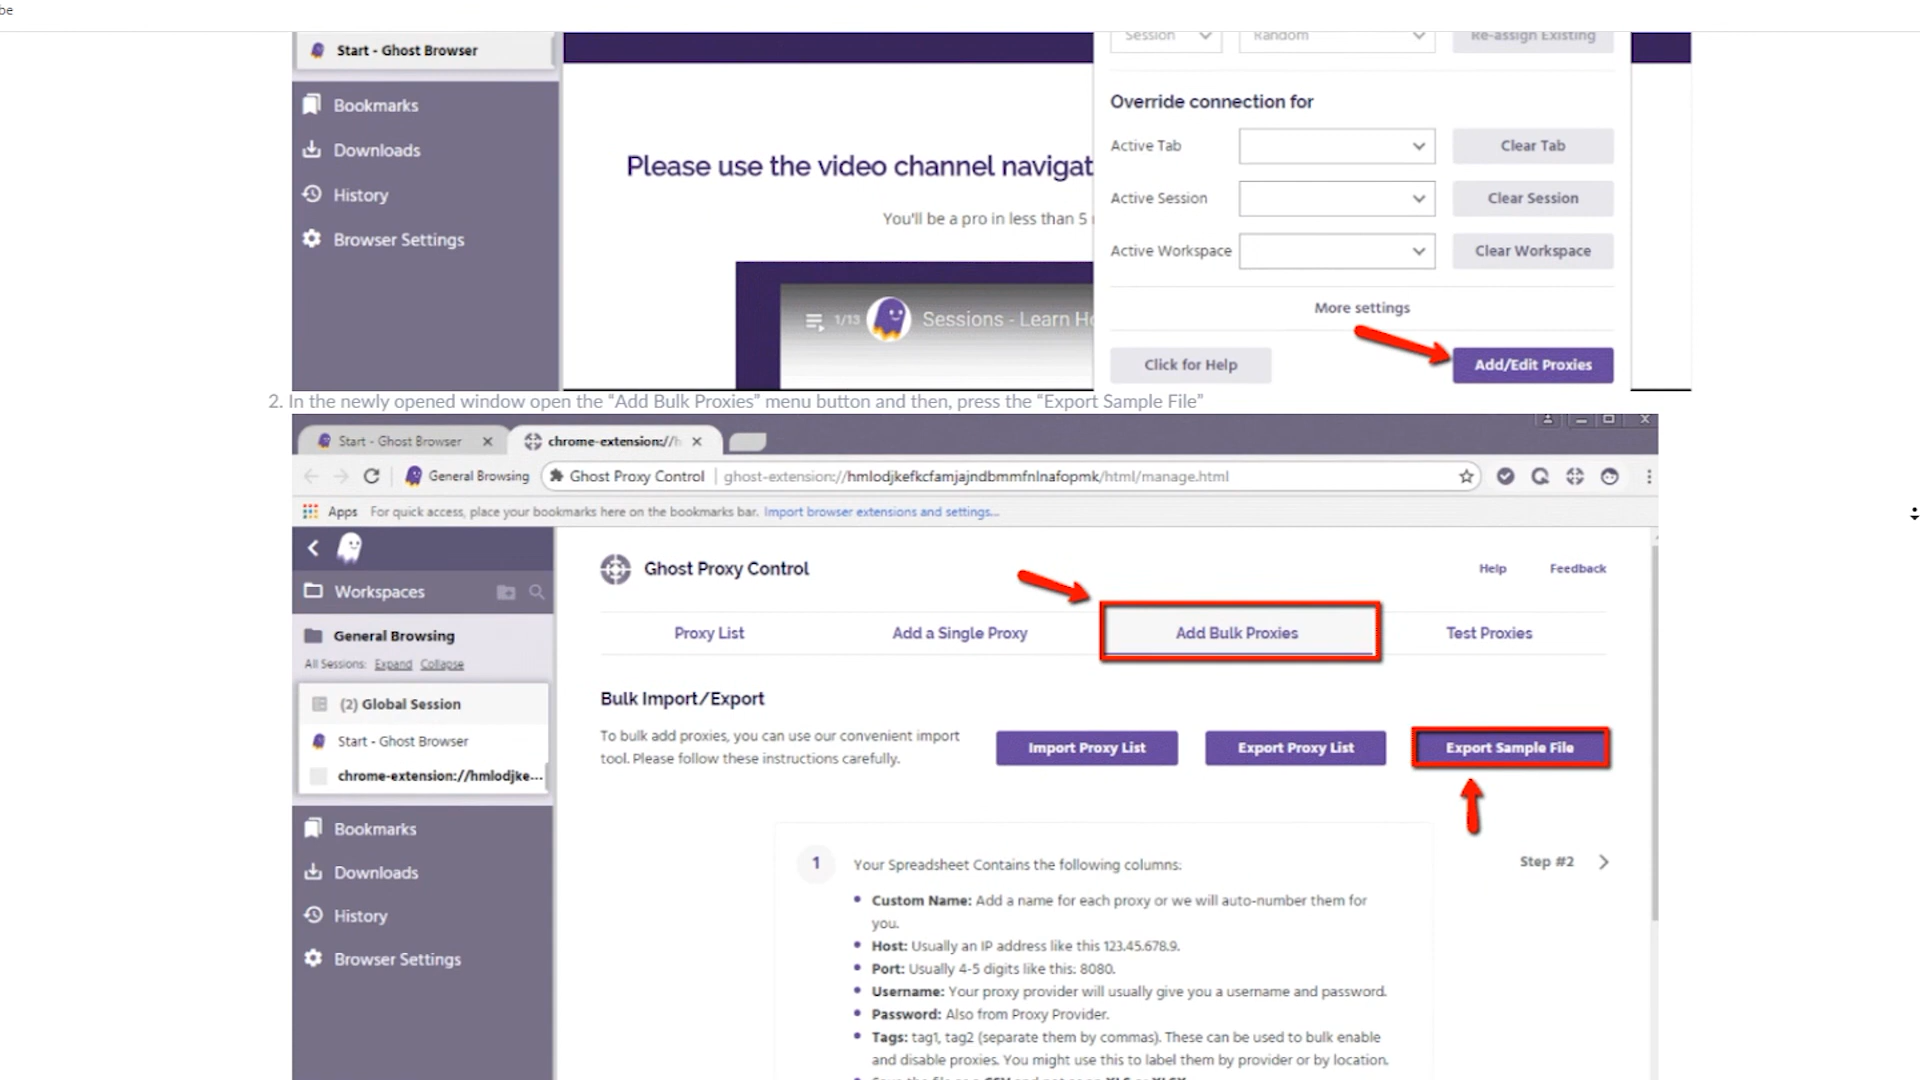 be
Start - Ghost Browser
Session
Random
Re-assign Existing
Bookmarks
Downloads
History
Browser Settings
Please use the video channel navigat
You'll be a pro in less than 5
1/13 Sessions - Learn Ho
Override connection for
Active Tab
Clear Tab
Active Session
Clear Session
Active Workspace
Clear Workspace
More settings
Click for Help
Add/Edit Proxies
2. In the newly opened window open the “Add Bulk Proxies” menu button and then, press the “Export Sample File”
Start - Ghost Browser
chrome-extension://h
General Browsing
Ghost Proxy Control | ghost-extension://hmlodjkefkcfamjajndbmmfnlnafopmk/html/manage.html
Apps For quick access, place your bookmarks here on the bookmarks bar. Import browser extensions and settings...
Workspaces
General Browsing
All Sessions: Expand Collapse
(2) Global Session
Start - Ghost Browser
chrome-extension://hmlodjke...
Bookmarks
Downloads
History
Browser Settings
Ghost Proxy Control
Help
Feedback
Proxy List
Add a Single Proxy
Add Bulk Proxies
Test Proxies
Bulk Import/Export
To bulk add proxies, you can use our convenient import
tool. Please follow these instructions carefully.
Import Proxy List
Export Proxy List
Export Sample File
1
Your Spreadsheet Contains the following columns:
Step #2
• Custom Name: Add a name for each proxy or we will auto-number them for
you.
• Host: Usually an IP address like this 123.45.678.9.
• Port: Usually 4-5 digits like this: 8080.
• Username: Your proxy provider will usually give you a username and password.
• Password: Also from Proxy Provider.
• Tags: tag1, tag2 (separate them by commas). These can be used to bulk enable
and disable proxies. You might use this to label them by provider or by location.